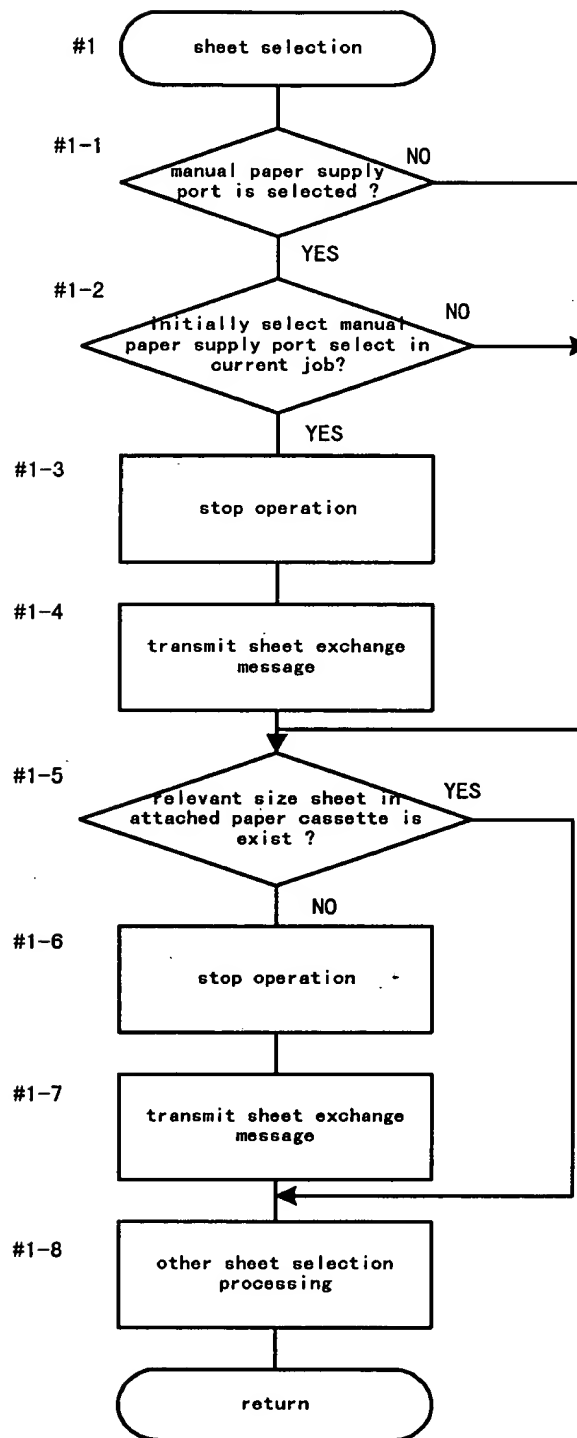 #1
sheet selection
#1-1
manual paper supply
port is selected ?
NO
YES
#1-2
initially select manual
paper supply port select in
current job?
NO
YES
#1-3
stop operation
#1-4
transmit sheet exchange
message
#1-5
relevant size sheet in
attached paper cassette is
exist ?
YES
NO
#1-6
stop operation
#1-7
transmit sheet exchange
message
#1-8
other sheet selection
processing
return